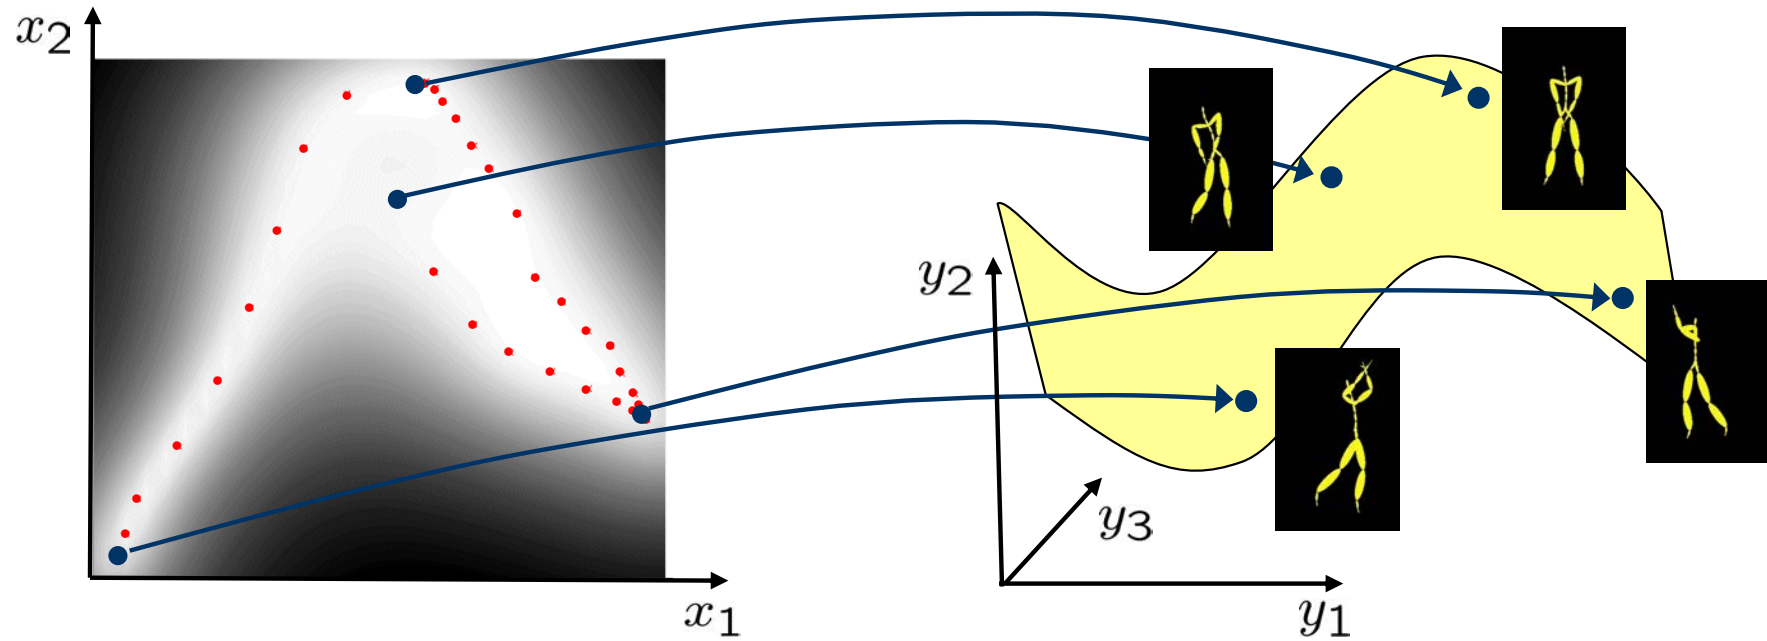 x₂
x₁
y₂
y₃
y₁